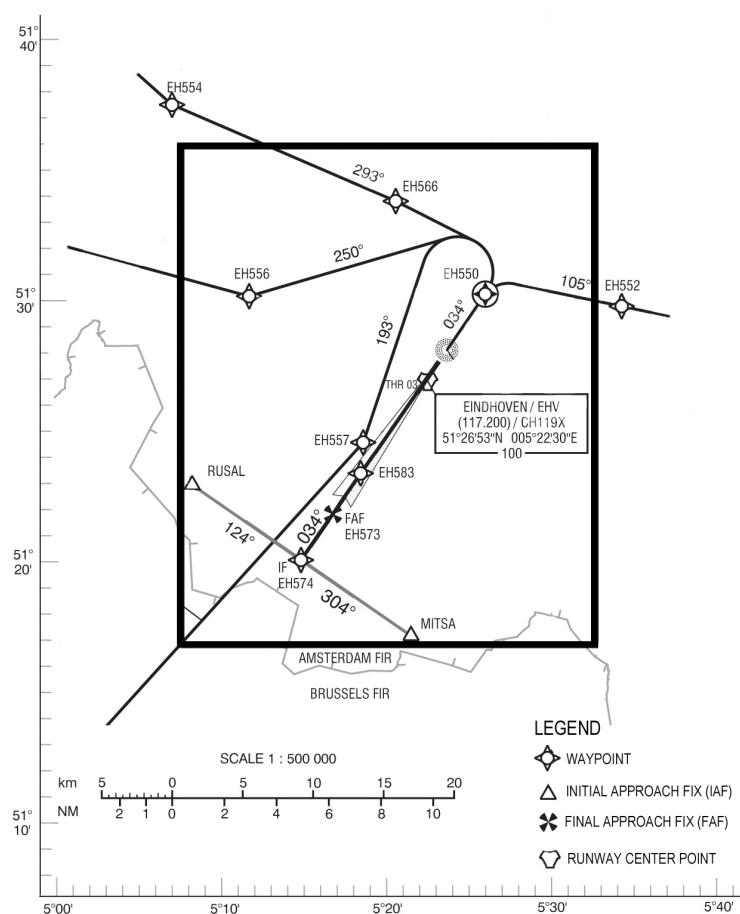 51°
40'
EH554
293°
EH566
250°
EH556
EH550
105°
EH552
51°
30'
034°
193°
THR 03
EINDHOVEN / EHV
(117.200) / CH119X
51°26'53"N 005°22'30"E
100
EH557
EH583
RUSAL
FAF
EH573
034°
124°
51°
20'
IF
EH574
304°
MITSA
AMSTERDAM FIR
BRUSSELS FIR
LEGEND
WAYPOINT
INITIAL APPROACH FIX (IAF)
FINAL APPROACH FIX (FAF)
RUNWAY CENTER POINT
SCALE 1 : 500 000
km 5 0 5 10 15 20
NM 2 1 0 2 4 6 8 10
51°
10'
5°00' 5°10' 5°20' 5°30' 5°40'